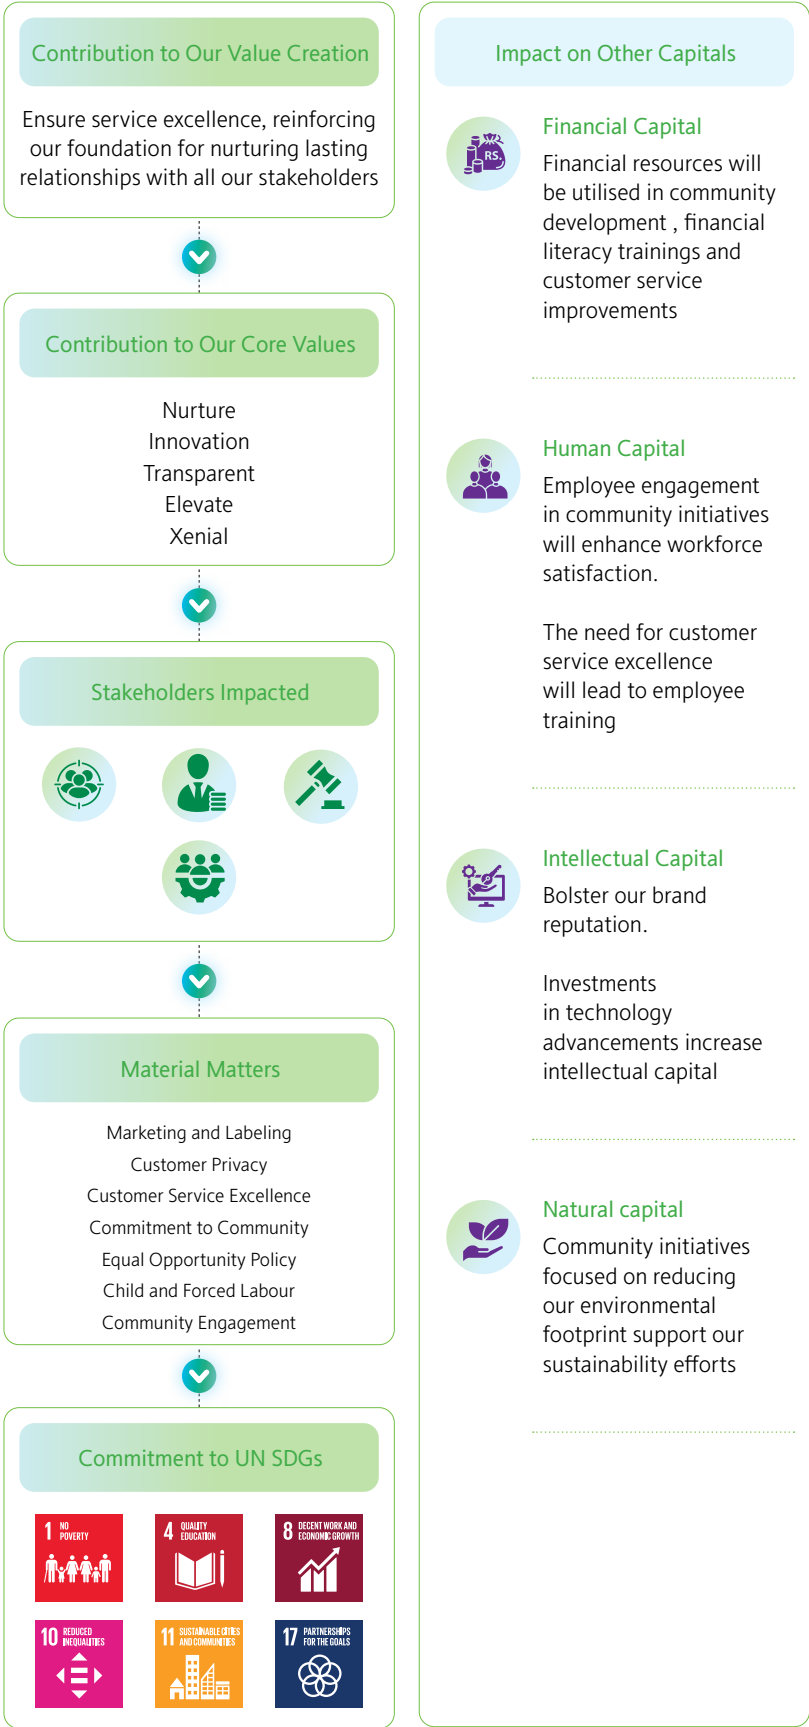 Contribution to Our Value Creation
Ensure service excellence, reinforcing
our foundation for nurturing lasting
relationships with all our stakeholders
Contribution to Our Core Values
Nurture
Innovation
Transparent
Elevate
Xenial
Stakeholders Impacted
Material Matters
Marketing and Labeling
Customer Privacy
Customer Service Excellence
Commitment to Community
Equal Opportunity Policy
Child and Forced Labour
Community Engagement
Commitment to UN SDGs
1 NO
POVERTY
4 QUALITY
EDUCATION
8 DECENT WORK AND
ECONOMIC GROWTH
10 REDUCED
INEQUALITIES
11 SUSTAINABLE CITIES
AND COMMUNITIES
17 PARTNERSHIPS
FOR THE GOALS
Impact on Other Capitals
RS.
Financial Capital
Financial resources will
be utilised in community
development , financial
literacy trainings and
customer service
improvements
Human Capital
Employee engagement
in community initiatives
will enhance workforce
satisfaction.
The need for customer
service excellence
will lead to employee
training
Intellectual Capital
Bolster our brand
reputation.
Investments
in technology
advancements increase
intellectual capital
Natural capital
Community initiatives
focused on reducing
our environmental
footprint support our
sustainability efforts